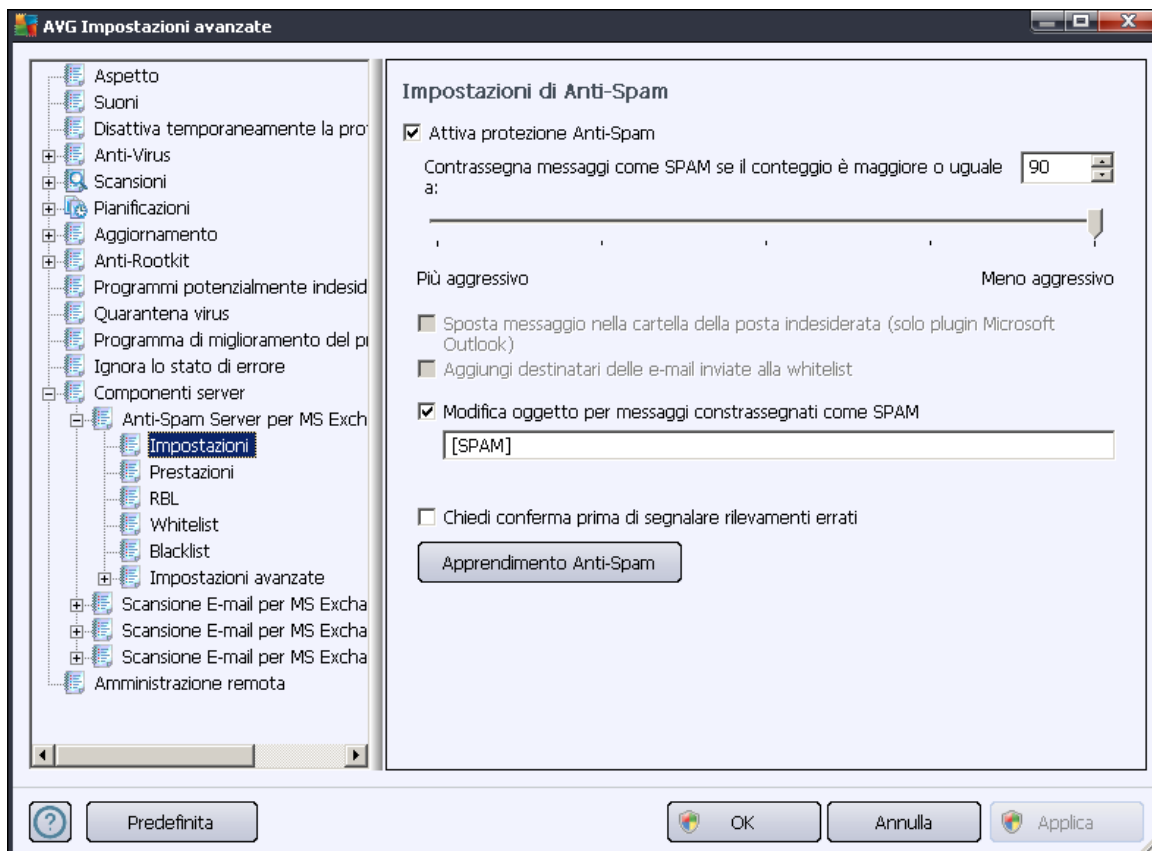 AVG Impostazioni avanzate
Aspetto
Suoni
Disattiva temporaneamente la pro
Anti-Virus
Scansioni
Pianificazioni
Aggiornamento
Anti-Rootkit
Programmi potenzialmente indesid
Quarantena virus
Programma di miglioramento del p
Ignora lo stato di errore
Componenti server
Anti-Spam Server per MS Exch
Impostazioni
Prestazioni
RBL
Whitelist
Blacklist
Impostazioni avanzate
Scansione E-mail per MS Excha
Scansione E-mail per MS Excha
Scansione E-mail per MS Excha
Amministrazione remota
Impostazioni di Anti-Spam
Attiva protezione Anti-Spam
Contrassegna messaggi come SPAM se il conteggio è maggiore o uguale
a:
90
Più aggressivo
Meno aggressivo
Sposta messaggio nella cartella della posta indesiderata (solo plugin Microsoft
Outlook)
Aggiungi destinatari delle e-mail inviate alla whitelist
Modifica oggetto per messaggi constrassegnati come SPAM
[SPAM]
Chiedi conferma prima di segnalare rilevamenti errati
Apprendimento Anti-Spam
Predefinita
OK
Annulla
Applica